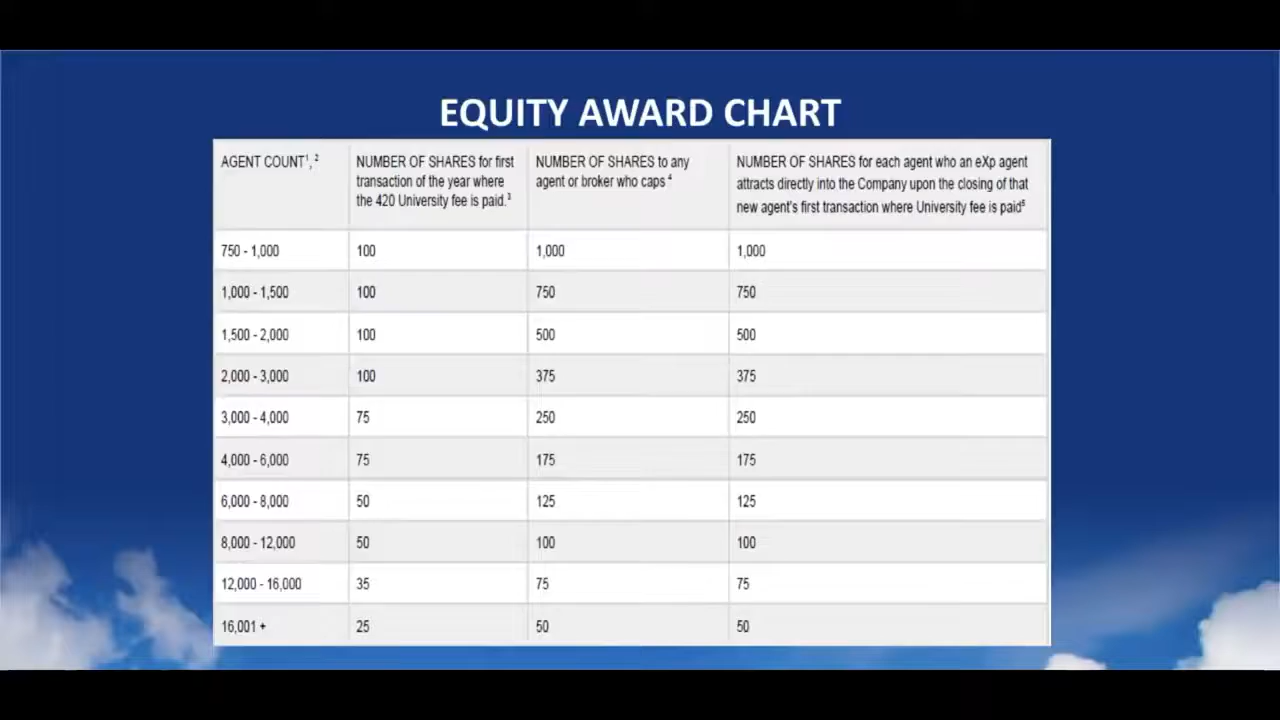 EQUITY AWARD CHART
AGENT COUNT¹, ²
NUMBER OF SHARES for first
transaction of the year where
the 420 University fee is paid.³
NUMBER OF SHARES to any
agent or broker who caps ⁴
NUMBER OF SHARES for each agent who an eXp agent
attracts directly into the Company upon the closing of that
new agent's first transaction where University fee is paid⁵
750 - 1,000 100 1,000 1,000
1,000 - 1,500 100 750 750
1,500 - 2,000 100 500 500
2,000 - 3,000 100 375 375
3,000 - 4,000 75 250 250
4,000 - 6,000 75 175 175
6,000 - 8,000 50 125 125
8,000 - 12,000 50 100 100
12,000 - 16,000 35 75 75
16,001 + 25 50 50